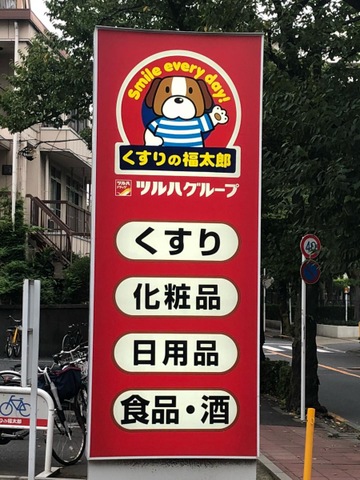 Smile every day!
くすりの福太郎
ツルハグループ
くすり
化粧品
日用品
食品・酒